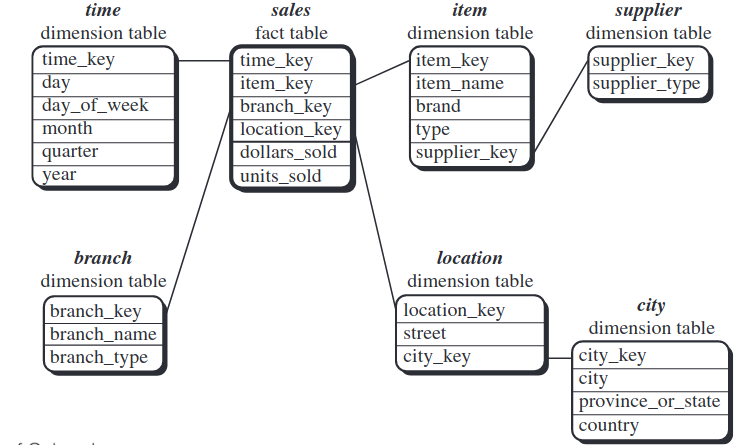 time
dimension table
time_key
day
day_of_week
month
quarter
year
sales
fact table
time_key
item_key
branch_key
location_key
dollars_sold
units_sold
item
dimension table
item_key
item_name
brand
type
supplier_key
supplier
dimension table
supplier_key
supplier_type
branch
dimension table
branch_key
branch_name
branch_type
location
dimension table
location_key
street
city_key
city
dimension table
city_key
city
province_or_state
country